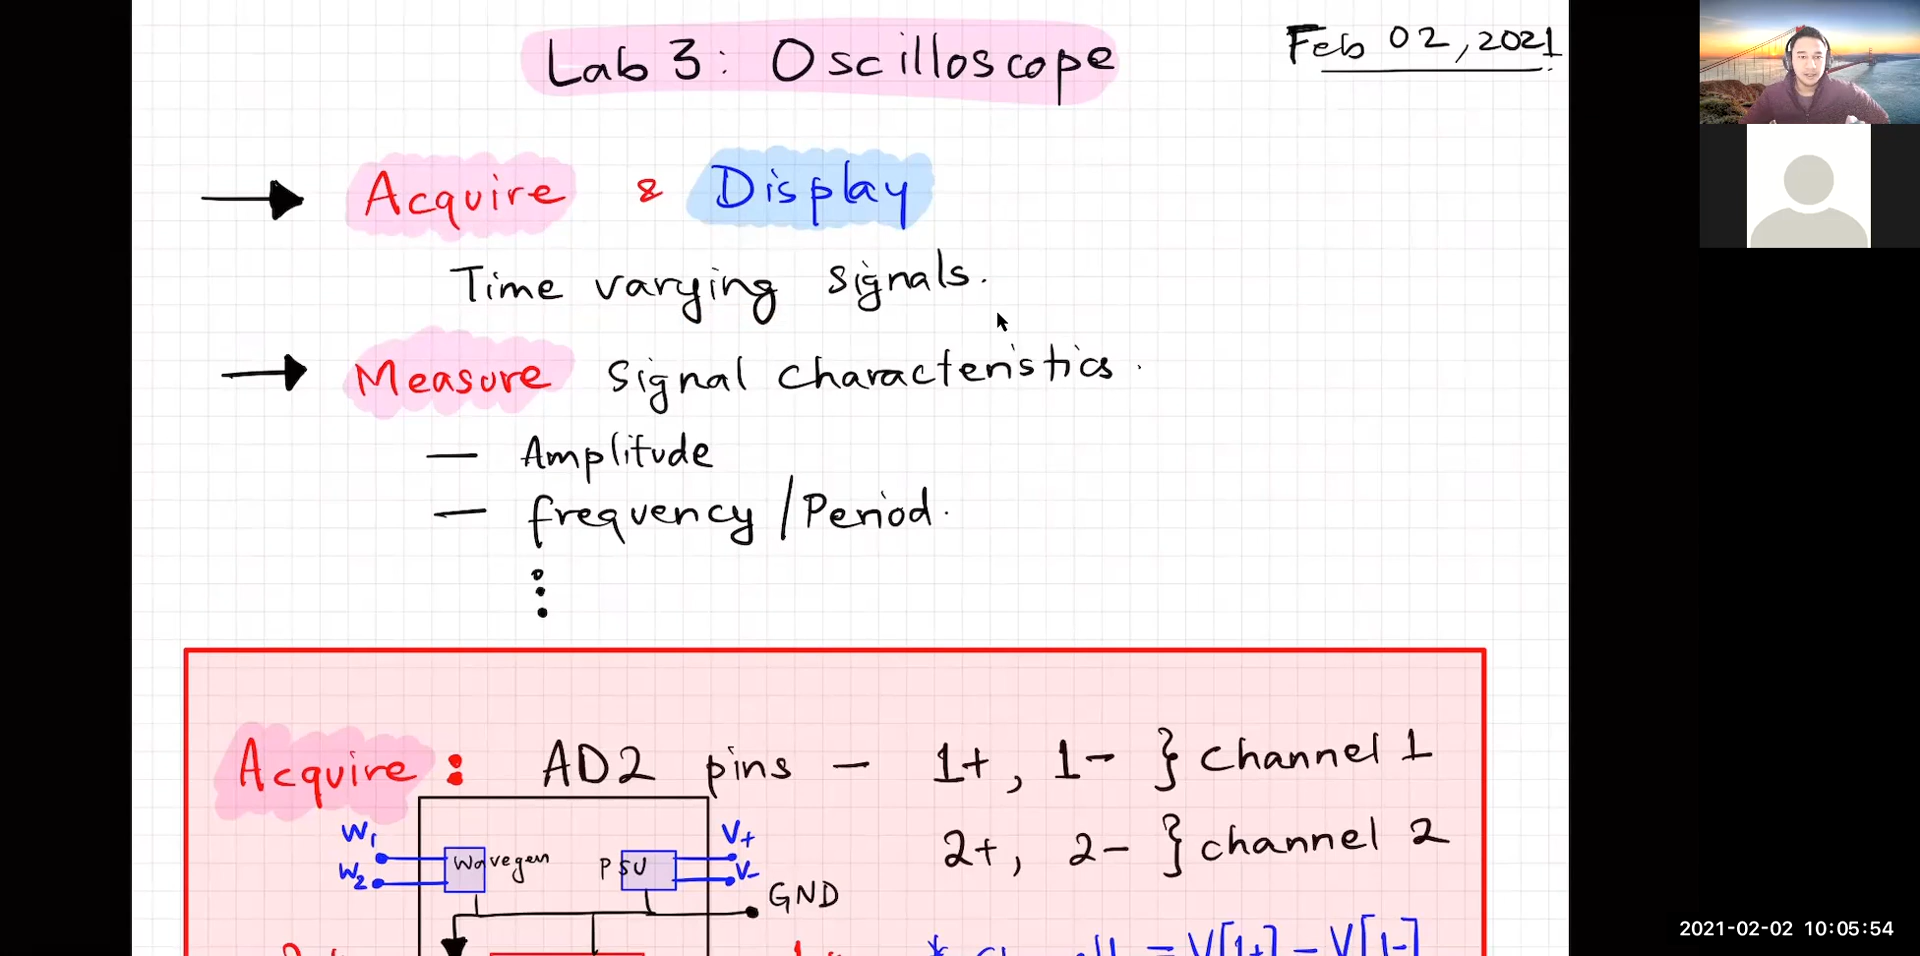 Lab 3: Oscilloscope
Feb 02, 2021
→ Acquire & Display
Time varying signals.
→ Measure signal characteristics.
— Amplitude
— frequency / Period.
Acquire: AD2 pins — 1+, 1- } channel 1
2+, 2- } channel 2
W1
W2
Wavegen
PSU
V+
V-
GND
= V[1+] - V[1-]
2021-02-02 10:05:54